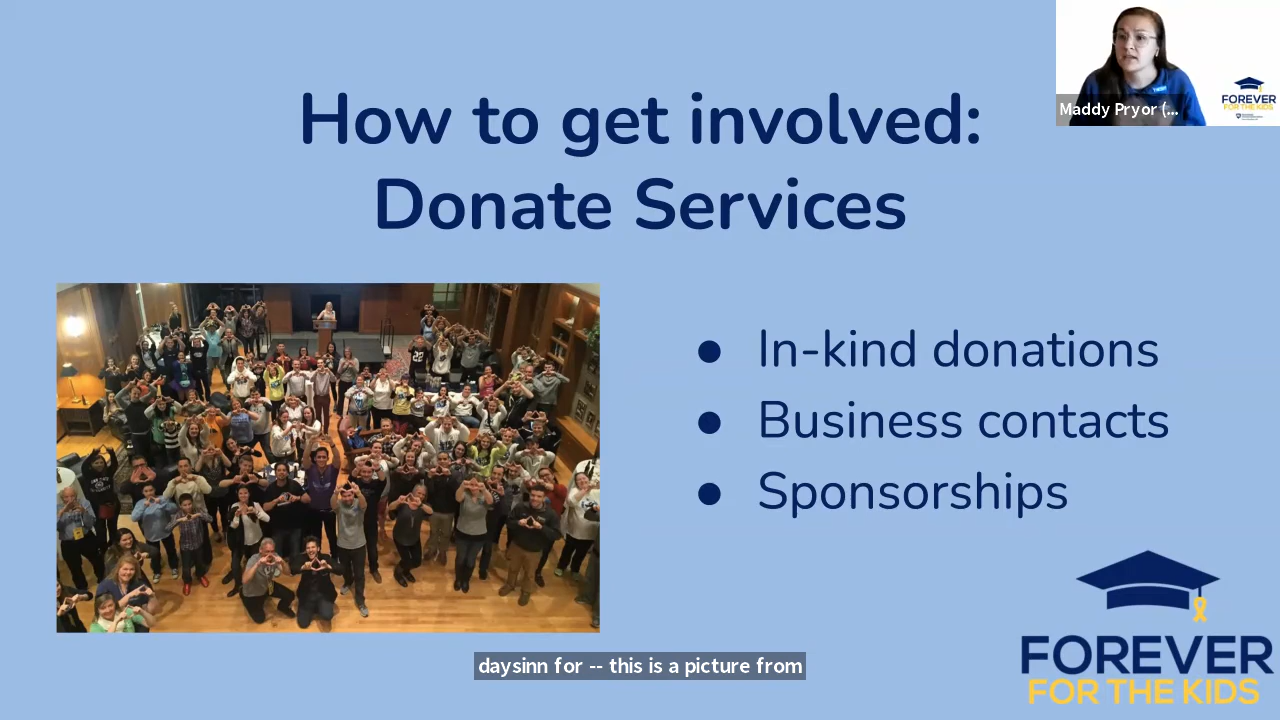 How to get involved:
Donate Services
FOREVER
FOR THE KIDS
Maddy Pryor (...
22
● In-kind donations
● Business contacts
● Sponsorships
FOREVER
FOR THE KIDS
daysinn for -- this is a picture from